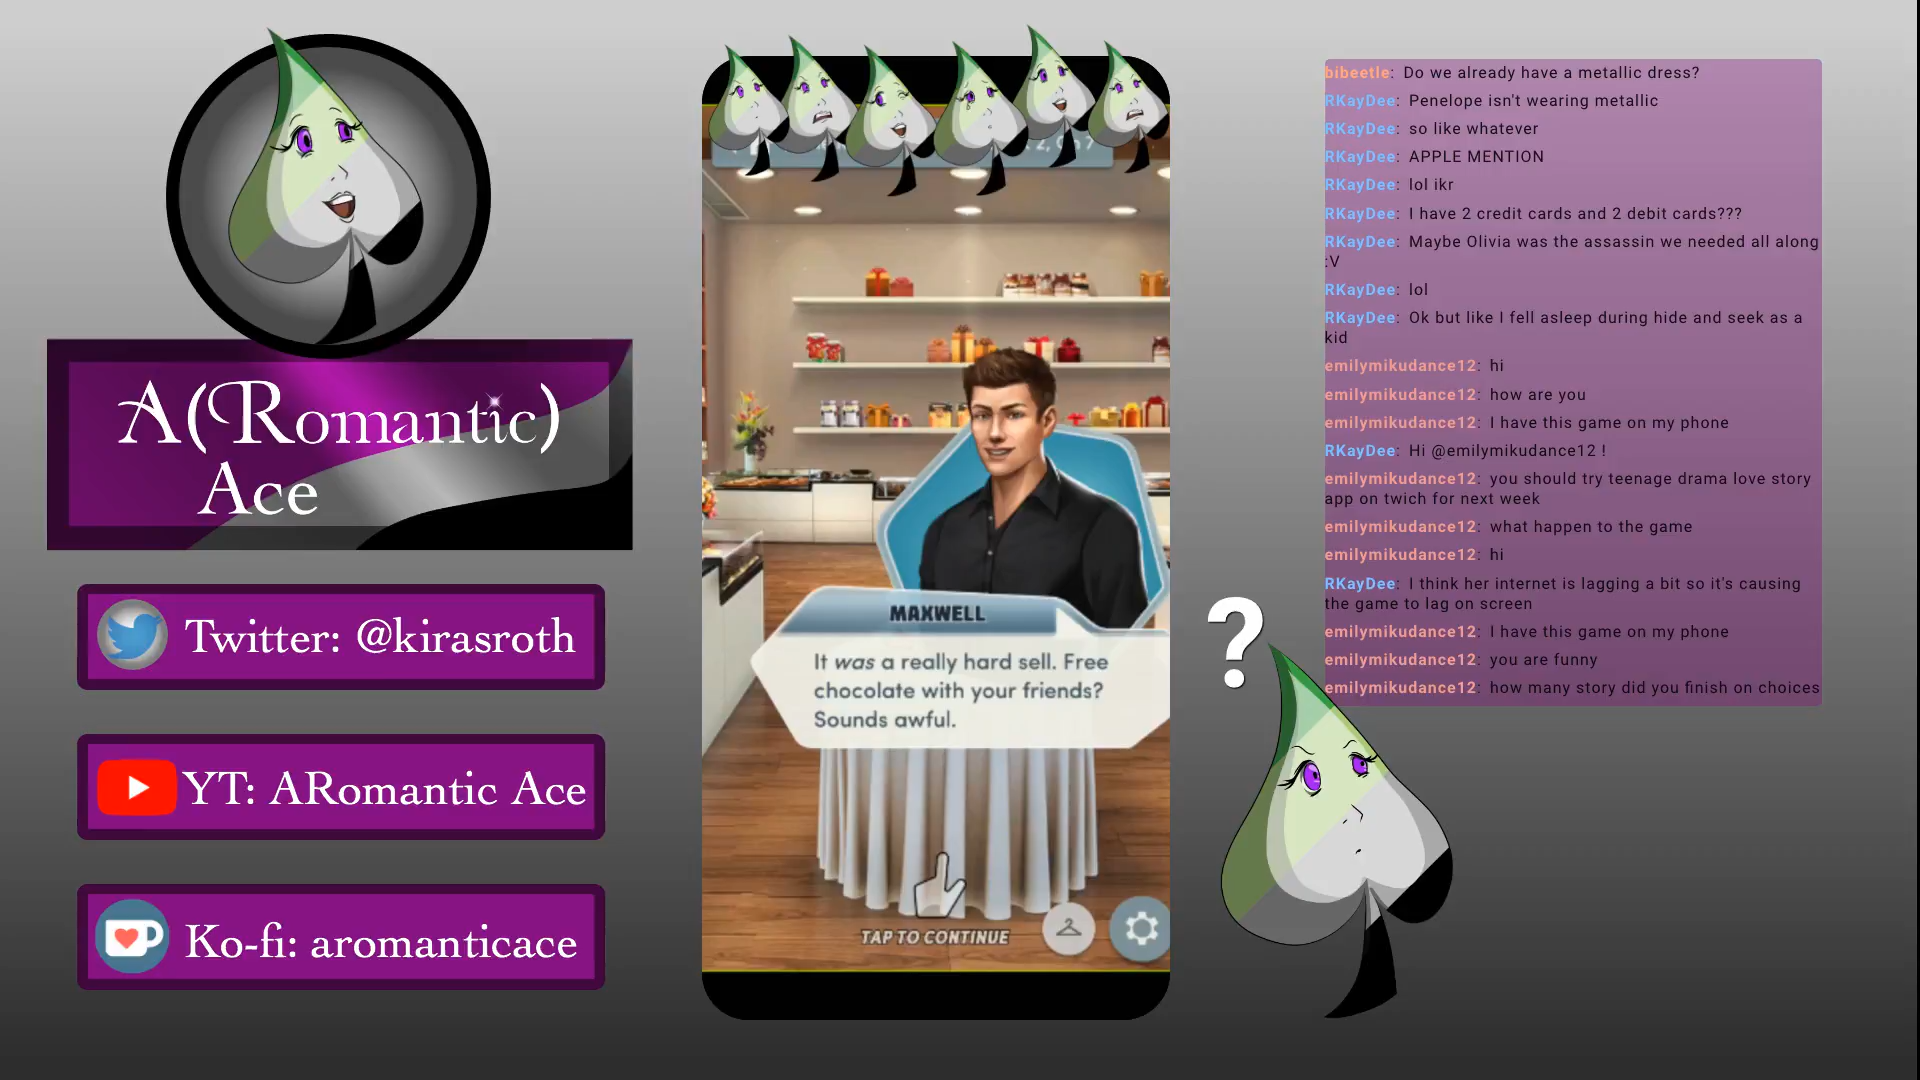 A(Romantic)
Ace
Twitter: @kirasroth
YT: ARomantic Ace
Ko-fi: aromanticace
MAXWELL
It was a really hard sell. Free
chocolate with your friends?
Sounds awful.
TAP TO CONTINUE
?
bibeetle: Do we already have a metallic dress?
RKayDee: Penelope isn't wearing metallic
RKayDee: so like whatever
RKayDee: APPLE MENTION
RKayDee: lol ikr
RKayDee: I have 2 credit cards and 2 debit cards???
RKayDee: Maybe Olivia was the assassin we needed all along
:V
RKayDee: lol
RKayDee: Ok but like I fell asleep during hide and seek as a
kid
emilymikudance12: hi
emilymikudance12: how are you
emilymikudance12: I have this game on my phone
RKayDee: Hi @emilymikudance12 !
emilymikudance12: you should try teenage drama love story
app on twich for next week
emilymikudance12: what happen to the game
emilymikudance12: hi
RKayDee: I think her internet is lagging a bit so it's causing
the game to lag on screen
emilymikudance12: I have this game on my phone
emilymikudance12: you are funny
emilymikudance12: how many story did you finish on choices